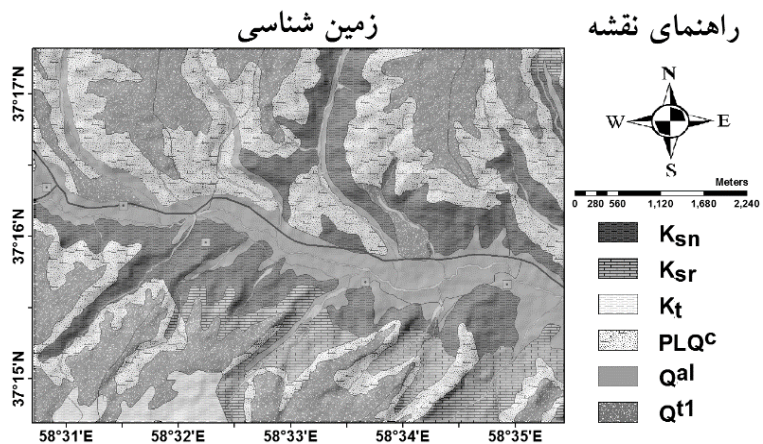 زمین شناسی
راهنمای نقشه
37°17'N
37°16'N
37°15'N
58°31'E
58°32'E
58°33'E
58°34'E
58°35'E
N
W E
S
Meters
0 280 560 1,120 1,680 2,240
Ksn
Ksr
Kt
PLQc
Qal
Qt1